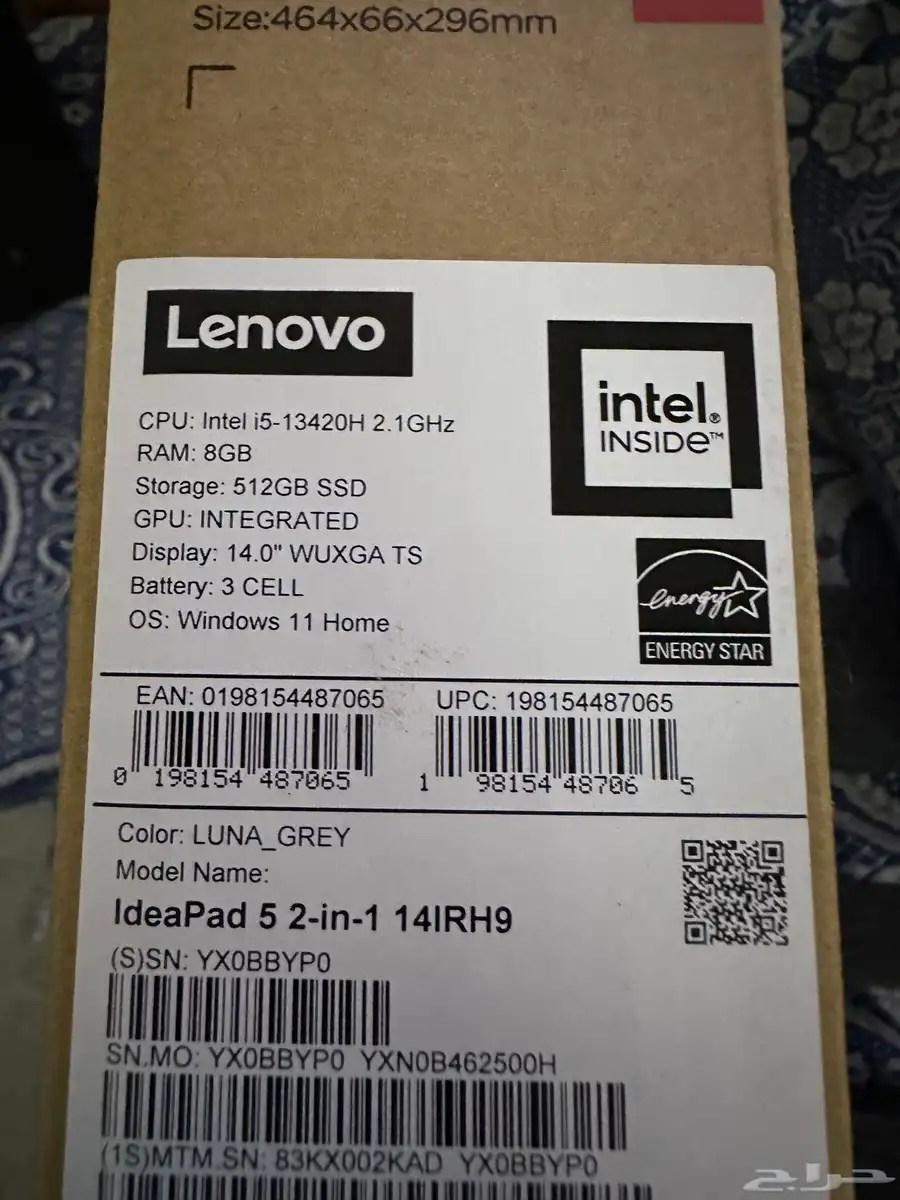 Size:464x66x296mm
Lenovo
intel®
INSIDE™
CPU: Intel i5-13420H 2.1GHz
RAM: 8GB
Storage: 512GB SSD
GPU: INTEGRATED
Display: 14.0" WUXGA TS
Battery: 3 CELL
OS: Windows 11 Home
energy
ENERGY STAR
EAN: 0198154487065
UPC: 198154487065
0 198154 487065
1 98154 48706 5
Color: LUNA_GREY
Model Name:
IdeaPad 5 2-in-1 14IRH9
(S)SN: YX0BBYP0
SN.MO: YX0BBYP0 YXN0B462500H
(1S)MTM.SN: 83KX002KAD YX0BBYP0
حراج